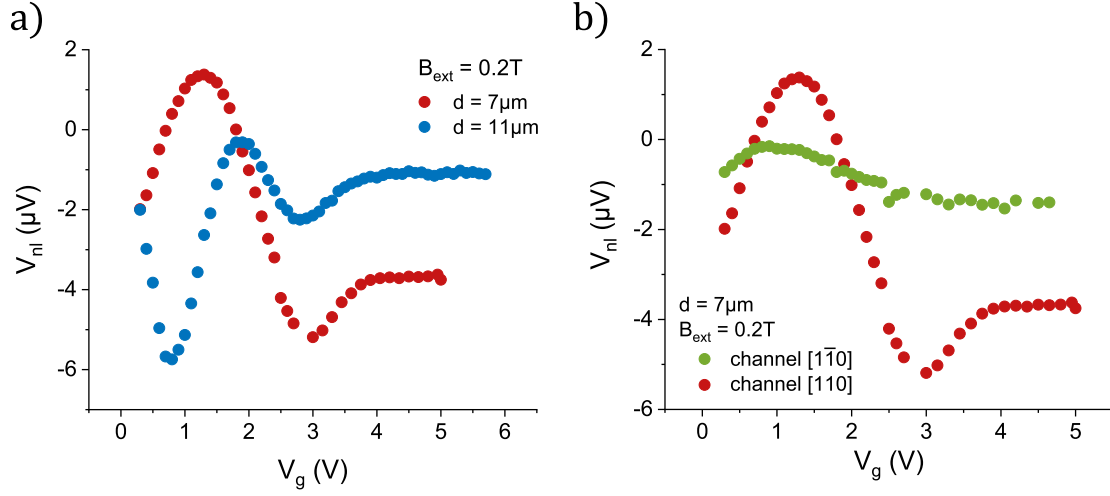 a)
2
0
-2
-4
-6
V_nl (μV)
B_ext = 0.2T
d = 7μm
d = 11μm
0 1 2 3 4 5 6
V_g (V)
b)
2
0
-2
-4
-6
V_nl (μV)
d = 7μm
B_ext = 0.2T
channel [11̅0]
channel [110]
0 1 2 3 4 5
V_g (V)